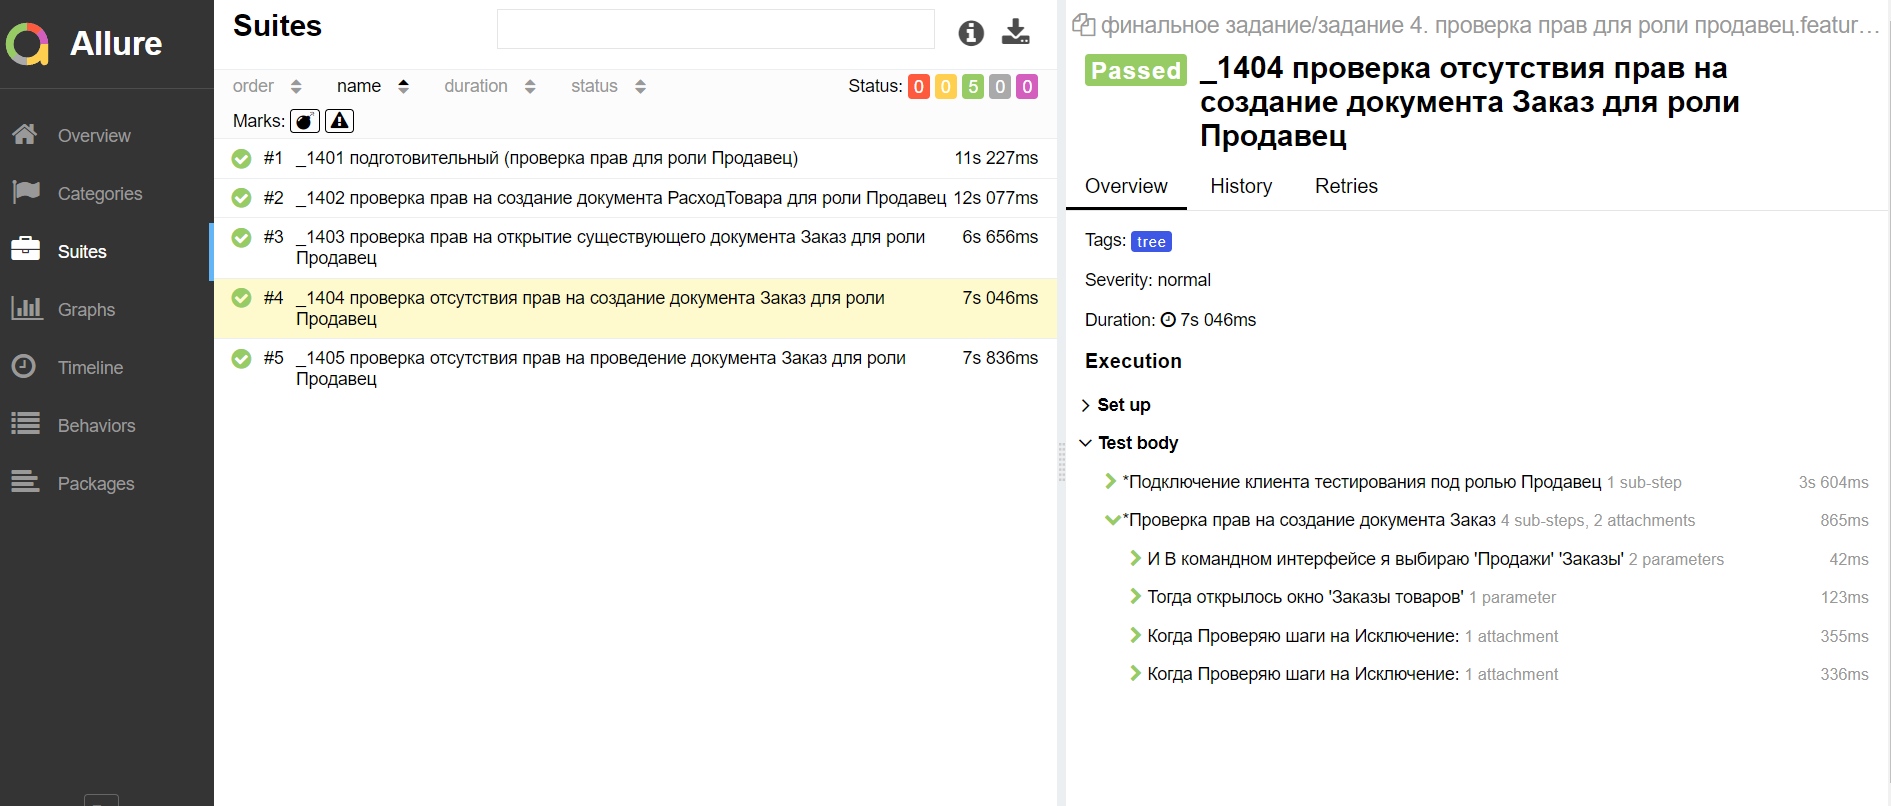 Allure
Overview
Categories
Suites
Graphs
Timeline
Behaviors
Packages
Suites
order name duration status Status: 0 0 5 0 0
Marks:
#1 _1401 подготовительный (проверка прав для роли Продавец) 11s 227ms
#2 _1402 проверка прав на создание документа РасходТовара для роли Продавец 12s 077ms
#3 _1403 проверка прав на открытие существующего документа Заказ для роли 6s 656ms
Продавец
#4 _1404 проверка отсутствия прав на создание документа Заказ для роли 7s 046ms
Продавец
#5 _1405 проверка отсутствия прав на проведение документа Заказ для роли 7s 836ms
Продавец
финальное задание/задание 4. проверка прав для роли продавец.featur…
Passed _1404 проверка отсутствия прав на
создание документа Заказ для роли
Продавец
Overview History Retries
Tags: tree
Severity: normal
Duration: 7s 046ms
Execution
Set up
Test body
*Подключение клиента тестирования под ролью Продавец 1 sub-step 3s 604ms
*Проверка прав на создание документа Заказ 4 sub-steps, 2 attachments 865ms
И В командном интерфейсе я выбираю 'Продажи' 'Заказы' 2 parameters 42ms
Тогда открылось окно 'Заказы товаров' 1 parameter 123ms
Когда Проверяю шаги на Исключение: 1 attachment 355ms
Когда Проверяю шаги на Исключение: 1 attachment 336ms